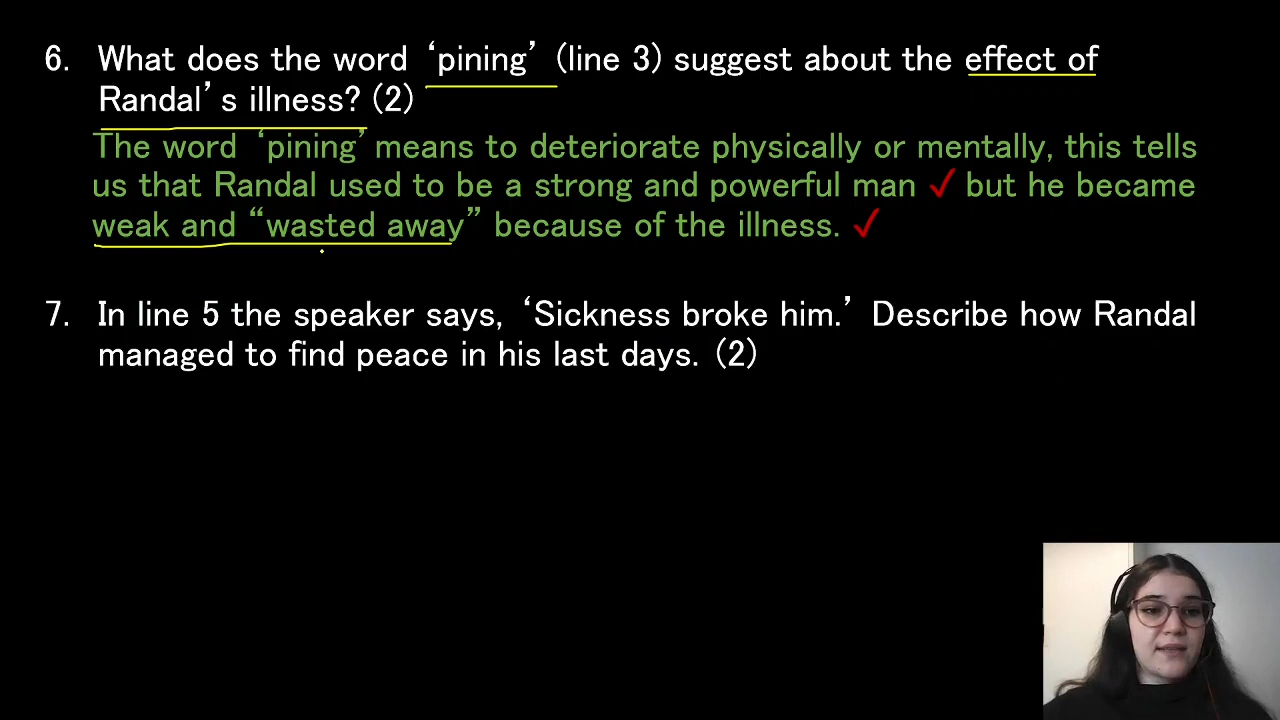 6. What does the word ‘pining’ (line 3) suggest about the effect of
Randal’s illness? (2)
The word ‘pining’ means to deteriorate physically or mentally, this tells
us that Randal used to be a strong and powerful man ✓ but he became
weak and “wasted away” because of the illness. ✓
7. In line 5 the speaker says, ‘Sickness broke him.’ Describe how Randal
managed to find peace in his last days. (2)